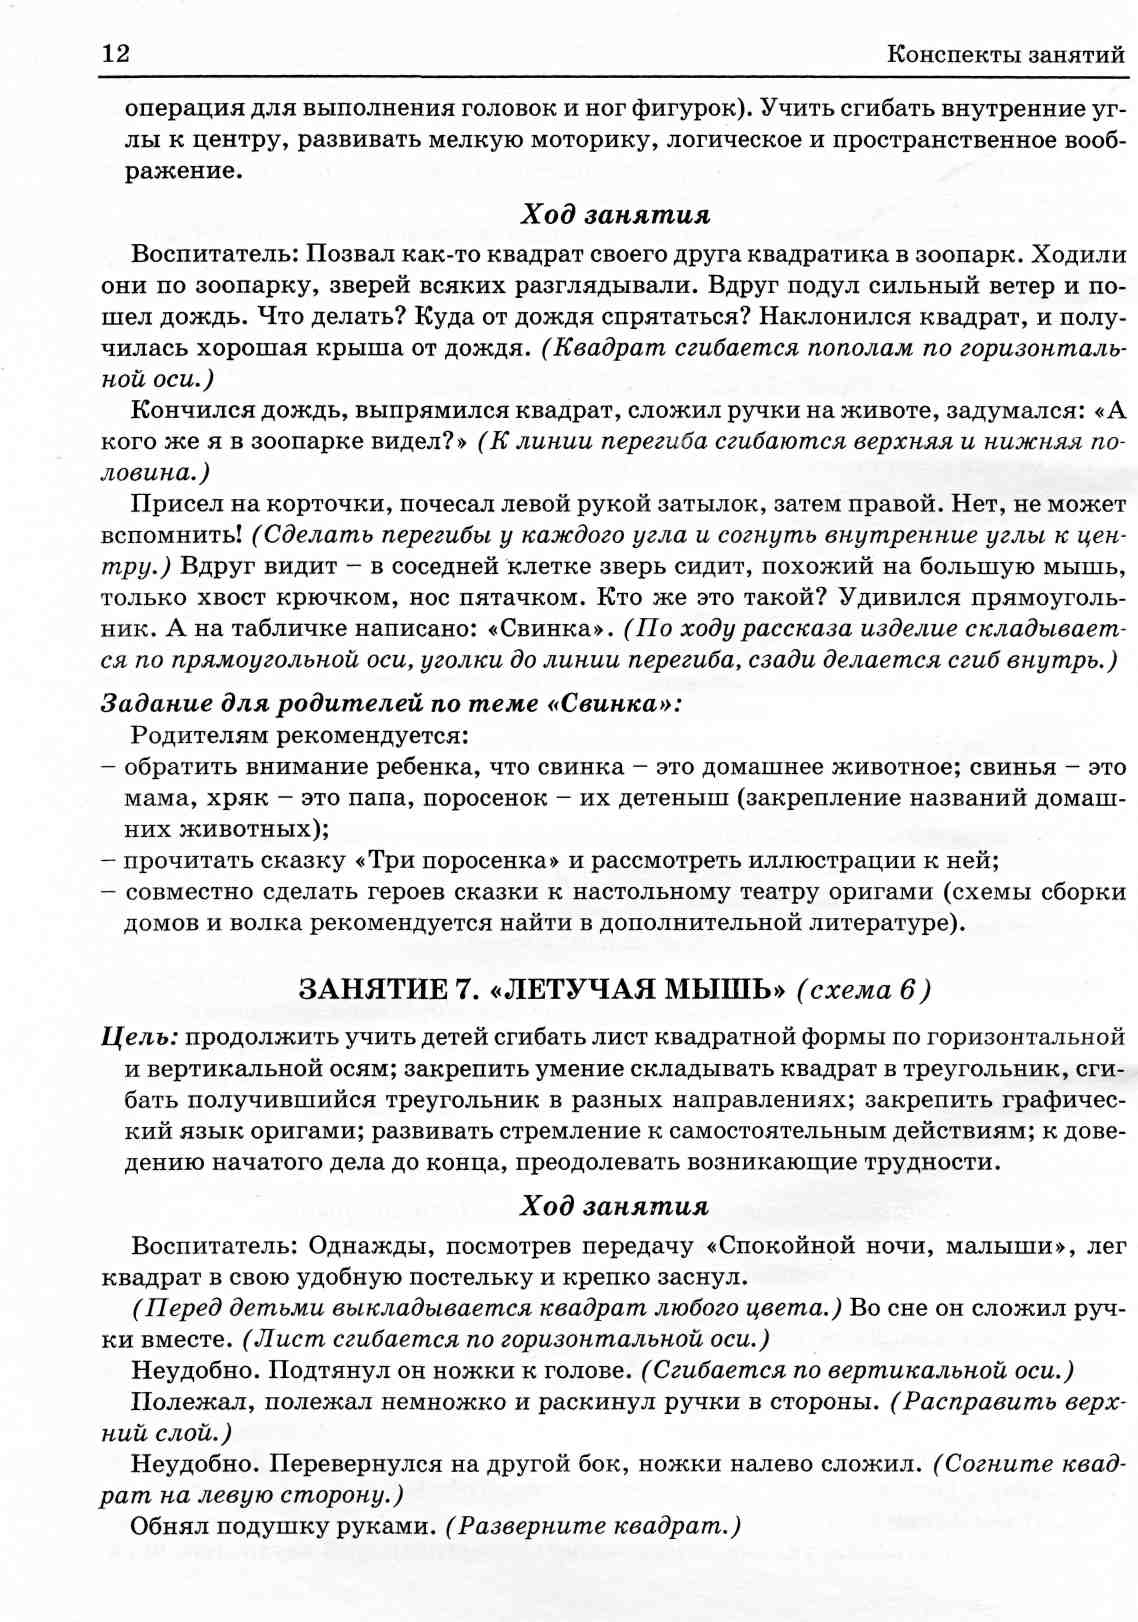 12 Конспекты занятий
операция для выполнения головок и ног фигурок). Учить сгибать внутренние уг-
лы к центру, развивать мелкую моторику, логическое и пространственное вооб-
ражение.
Ход занятия
Воспитатель: Позвал как-то квадрат своего друга квадратика в зоопарк. Ходили
они по зоопарку, зверей всяких разглядывали. Вдруг подул сильный ветер и по-
шел дождь. Что делать? Куда от дождя спрятаться? Наклонился квадрат, и полу-
чилась хорошая крыша от дождя. (Квадрат сгибается пополам по горизонталь-
ной оси.)
Кончился дождь, выпрямился квадрат, сложил ручки на животе, задумался: «А
кого же я в зоопарке видел?» (К линии перегиба сгибаются верхняя и нижняя по-
ловина.)
Присел на корточки, почесал левой рукой затылок, затем правой. Нет, не может
вспомнить! (Сделать перегибы у каждого угла и согнуть внутренние углы к цен-
тру.) Вдруг видит – в соседней клетке зверь сидит, похожий на большую мышь,
только хвост крючком, нос пятачком. Кто же это такой? Удивился прямоуголь-
ник. А на табличке написано: «Свинка». (По ходу рассказа изделие складывает-
ся по прямоугольной оси, уголки до линии перегиба, сзади делается сгиб внутрь.)
Задание для родителей по теме «Свинка»:
Родителям рекомендуется:
– обратить внимание ребенка, что свинка – это домашнее животное; свинья – это
мама, хряк – это папа, поросенок – их детеныш (закрепление названий домаш-
них животных);
– прочитать сказку «Три поросенка» и рассмотреть иллюстрации к ней;
– совместно сделать героев сказки к настольному театру оригами (схемы сборки
домов и волка рекомендуется найти в дополнительной литературе).
ЗАНЯТИЕ 7. «ЛЕТУЧАЯ МЫШЬ» (схема 6)
Цель: продолжить учить детей сгибать лист квадратной формы по горизонтальной
и вертикальной осям; закрепить умение складывать квадрат в треугольник, сги-
бать получившийся треугольник в разных направлениях; закрепить графичес-
кий язык оригами; развивать стремление к самостоятельным действиям; к дове-
дению начатого дела до конца, преодолевать возникающие трудности.
Ход занятия
Воспитатель: Однажды, посмотрев передачу «Спокойной ночи, малыши», лег
квадрат в свою удобную постельку и крепко заснул.
(Перед детьми выкладывается квадрат любого цвета.) Во сне он сложил руч-
ки вместе. (Лист сгибается по горизонтальной оси.)
Неудобно. Подтянул он ножки к голове. (Сгибается по вертикальной оси.)
Полежал, полежал немножко и раскинул ручки в стороны. (Расправить верх-
ний слой.)
Неудобно. Перевернулся на другой бок, ножки налево сложил. (Согните квад-
рат на левую сторону.)
Обнял подушку руками. (Разверните квадрат.)